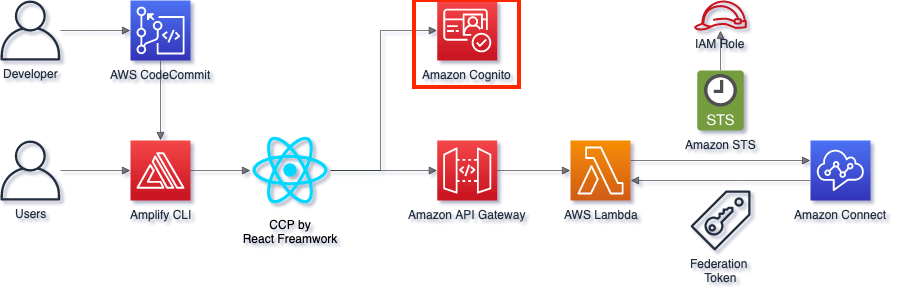 Developer
AWS CodeCommit
Amazon Cognito
IAM Role
STS
Amazon STS
Users
Amplify CLI
CCP by
React Freamwork
Amazon API Gateway
AWS Lambda
Amazon Connect
Federation
Token